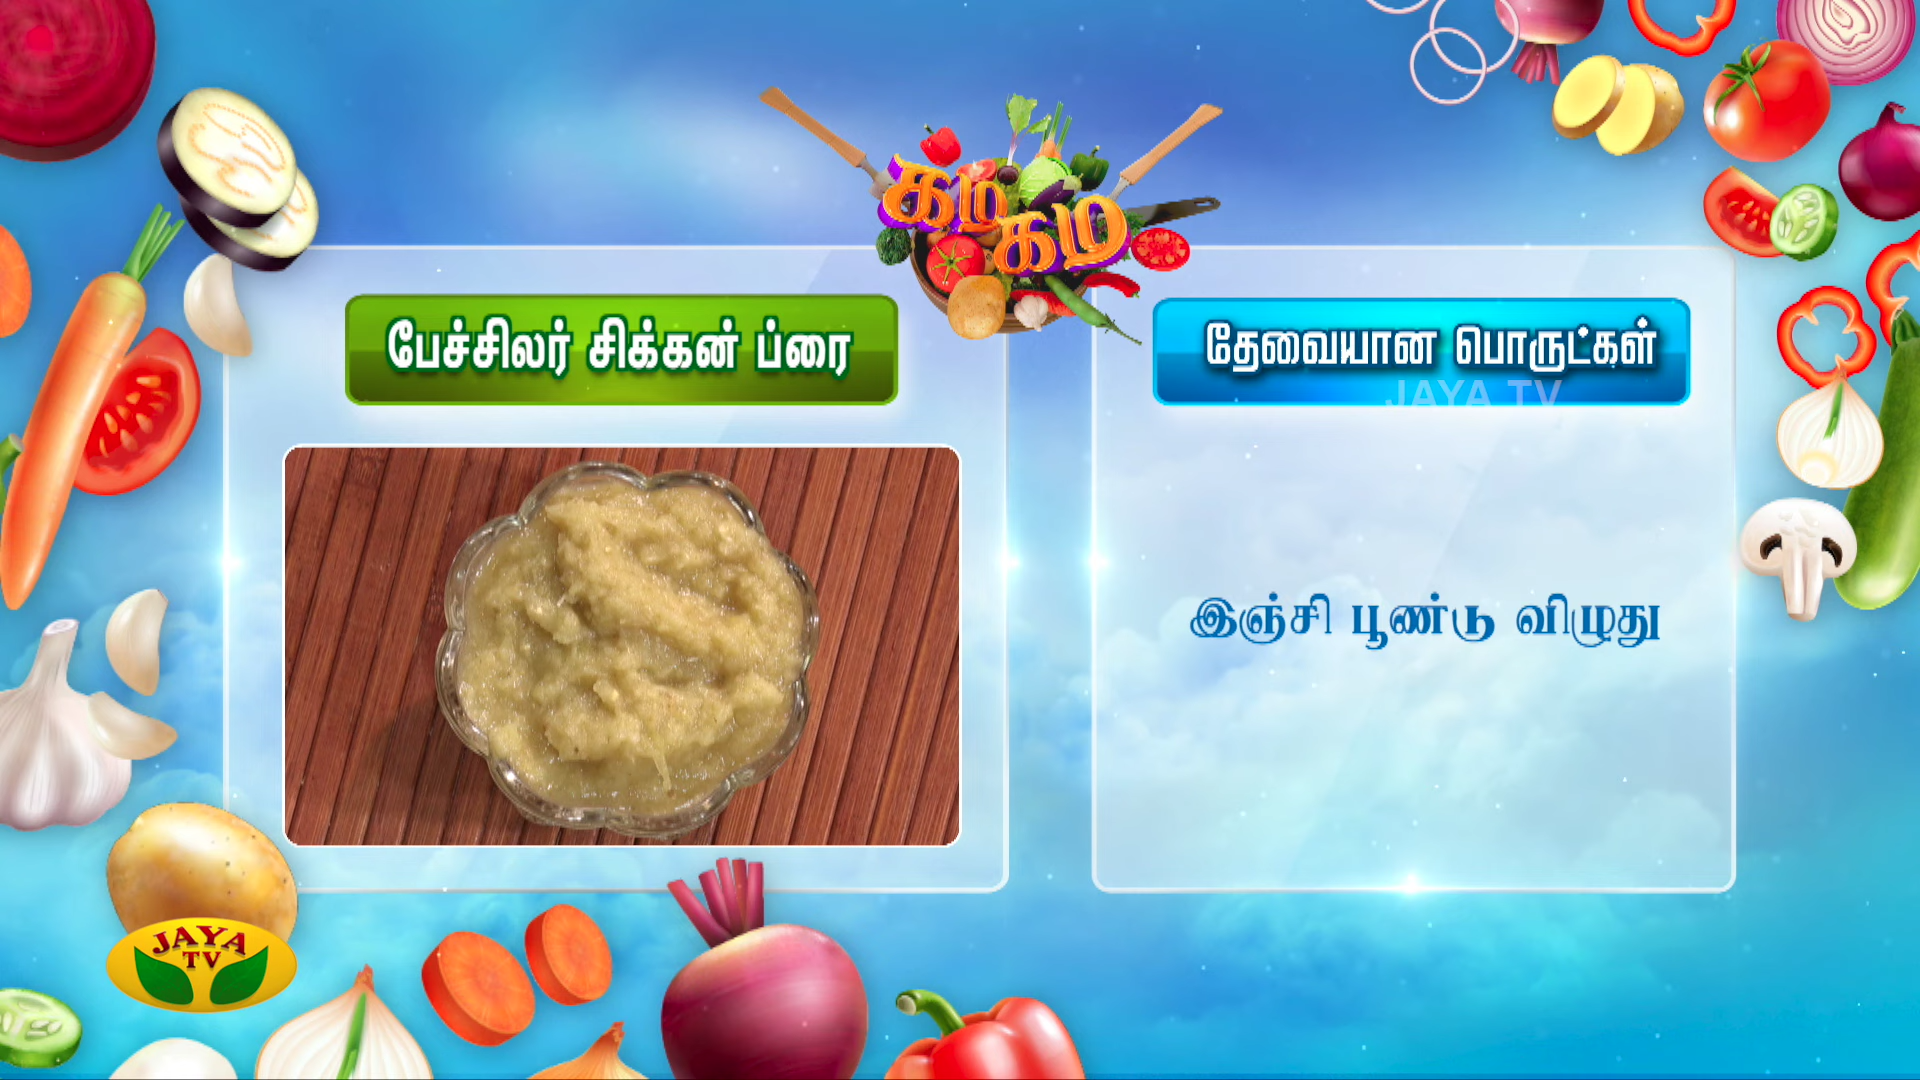 கம கம
பேச்சிலர் சிக்கன் ப்ரை
தேவையான பொருட்கள்
JAYA TV
இஞ்சி பூண்டு விழுது
JAYA
TV